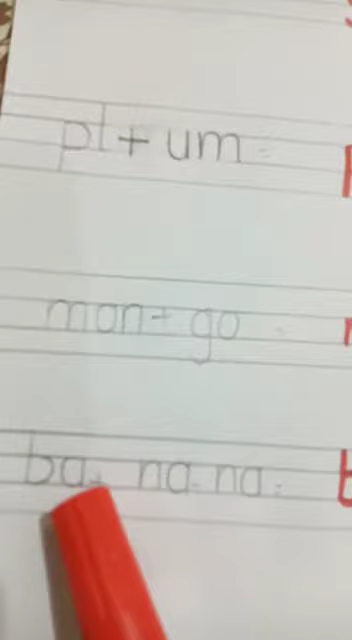 pl + um =
man + go =
ba + na + na =